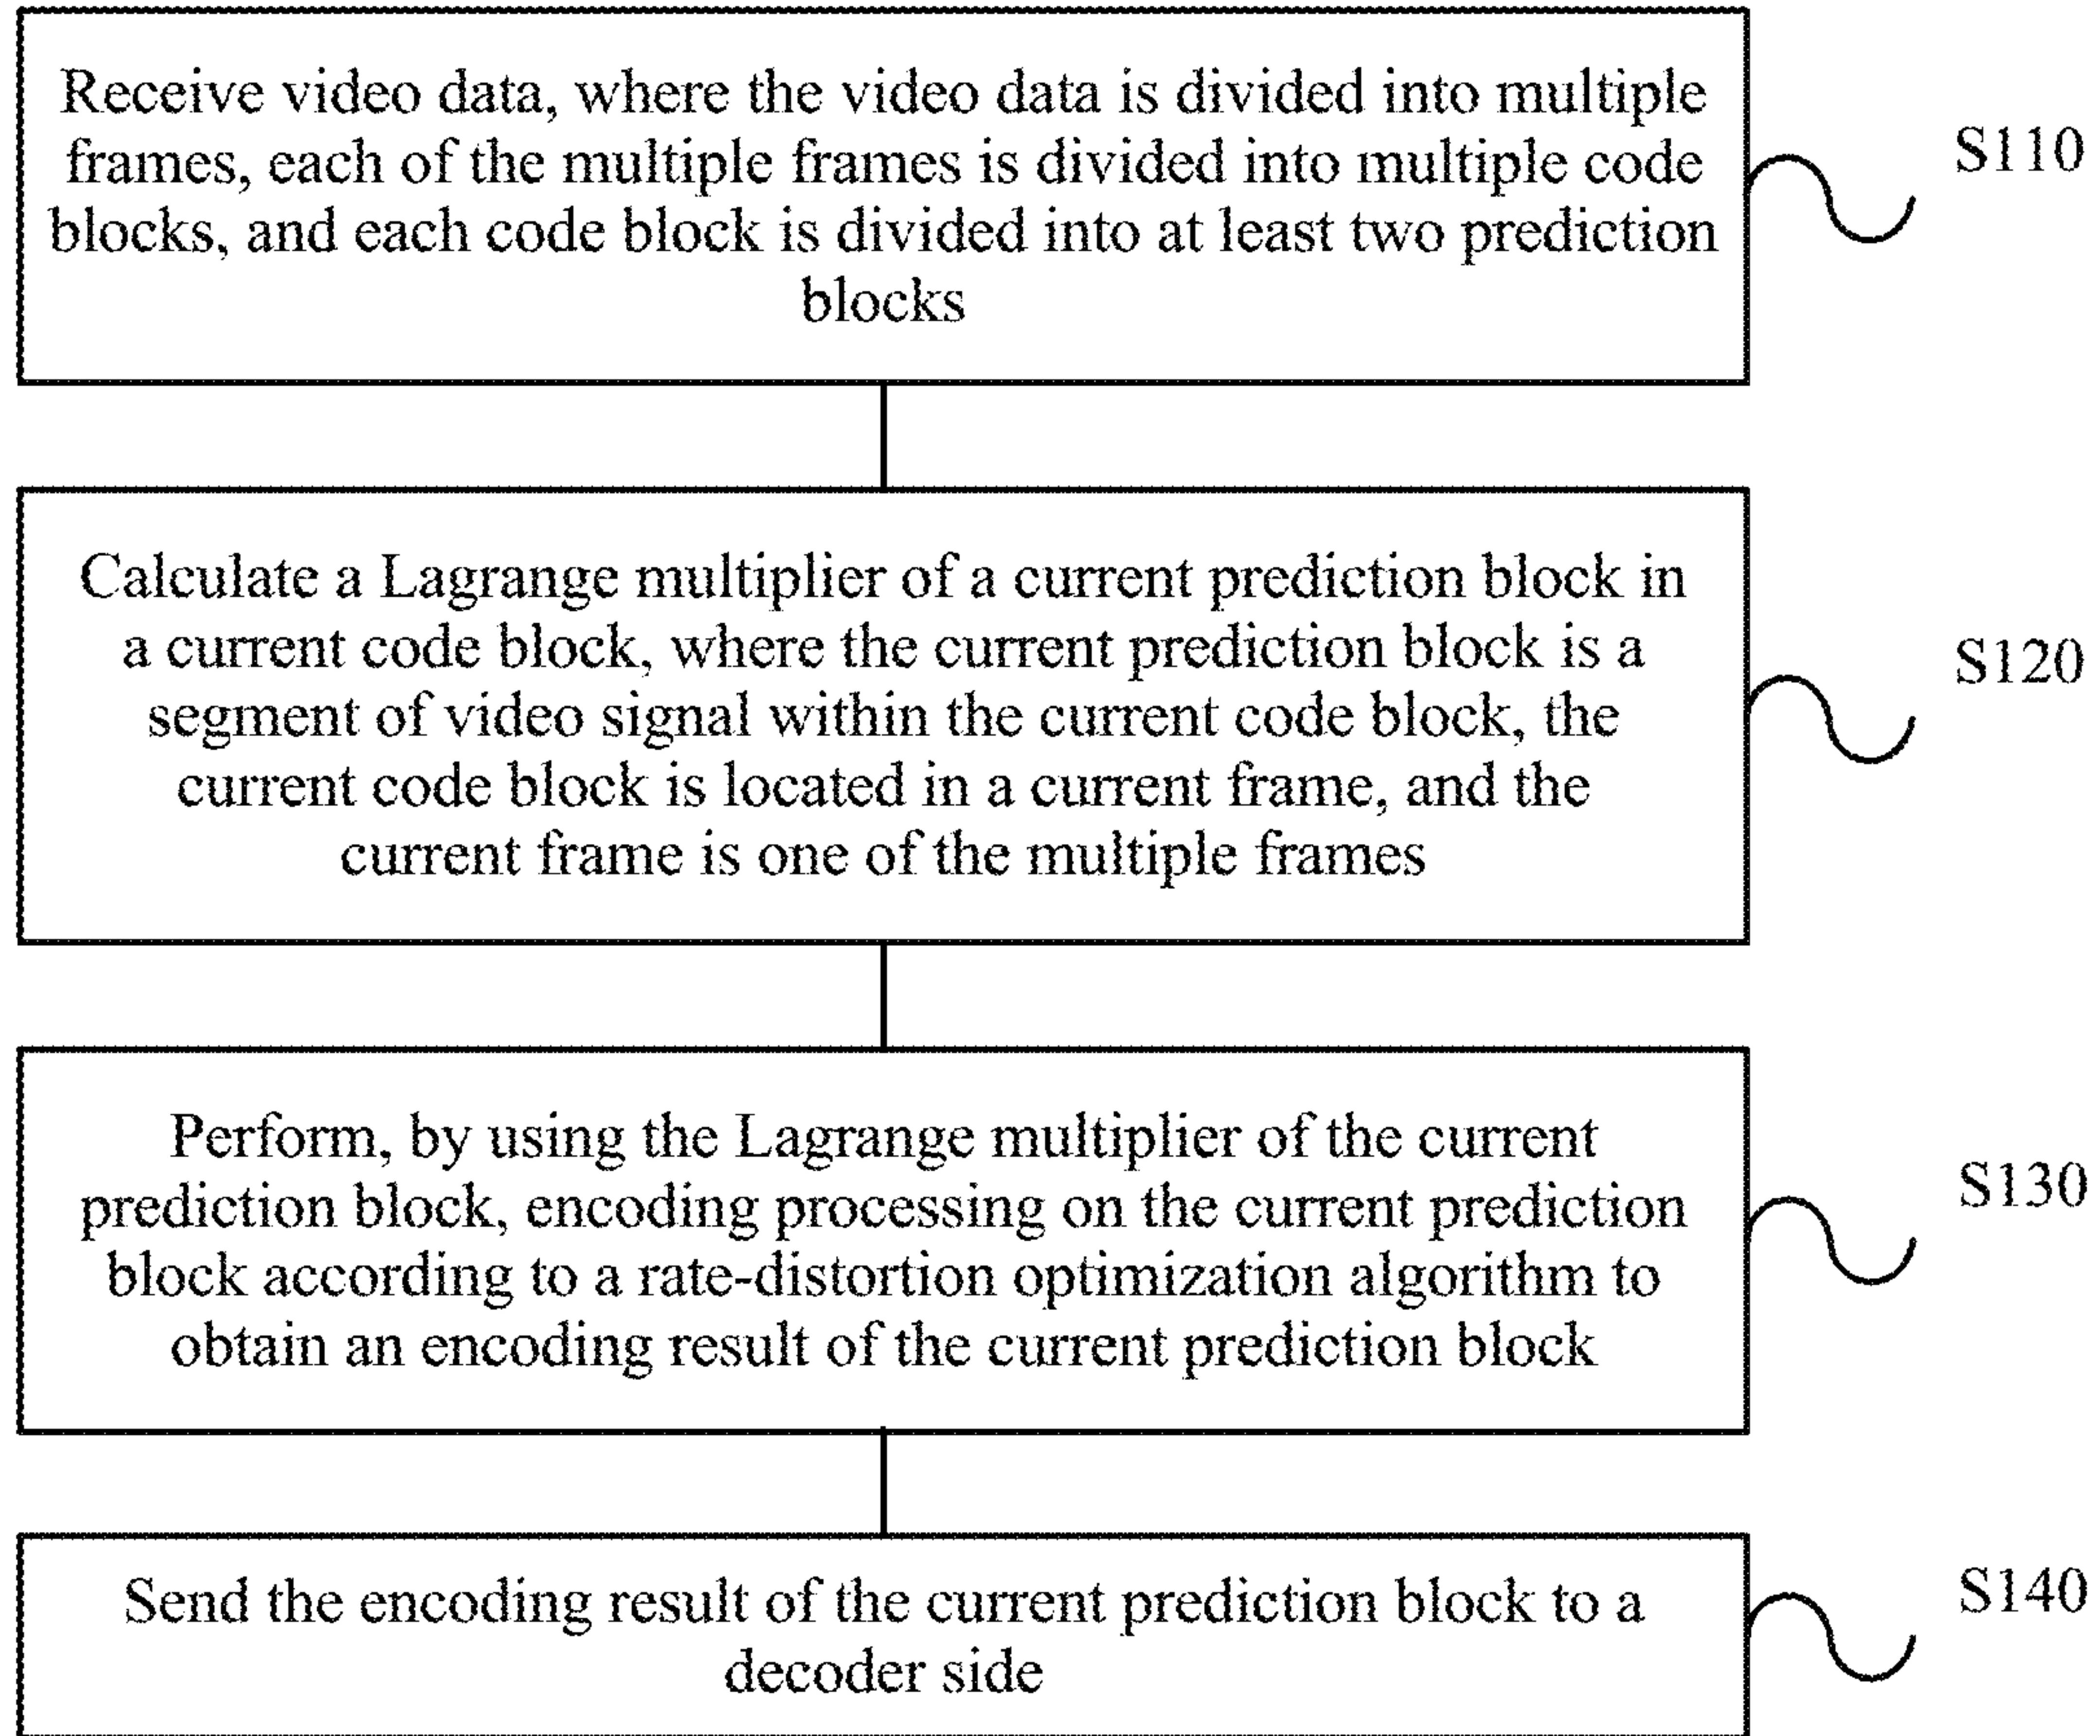 Receive video data, where the video data is divided into multiple
frames, each of the multiple frames is divided into multiple code
blocks, and each code block is divided into at least two prediction
blocks
S110
Calculate a Lagrange multiplier of a current prediction block in
a current code block, where the current prediction block is a
segment of video signal within the current code block, the
current code block is located in a current frame, and the
current frame is one of the multiple frames
S120
Perform, by using the Lagrange multiplier of the current
prediction block, encoding processing on the current prediction
block according to a rate-distortion optimization algorithm to
obtain an encoding result of the current prediction block
S130
Send the encoding result of the current prediction block to a
decoder side
S140